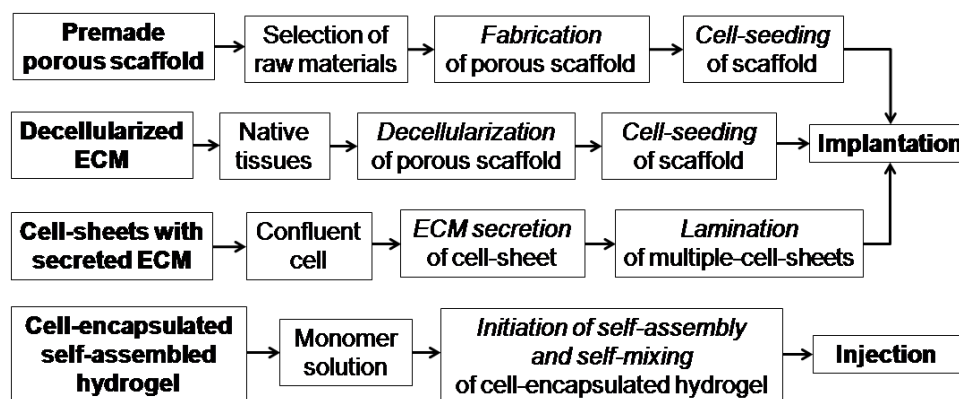 Premade
porous scaffold
Selection of
raw materials
Fabrication
of porous scaffold
Cell-seeding
of scaffold
Decellularized
ECM
Native
tissues
Decellularization
of porous scaffold
Cell-seeding
of scaffold
Implantation
Cell-sheets with
secreted ECM
Confluent
cell
ECM secretion
of cell-sheet
Lamination
of multiple-cell-sheets
Cell-encapsulated
self-assembled
hydrogel
Monomer
solution
Initiation of self-assembly
and self-mixing
of cell-encapsulated hydrogel
Injection